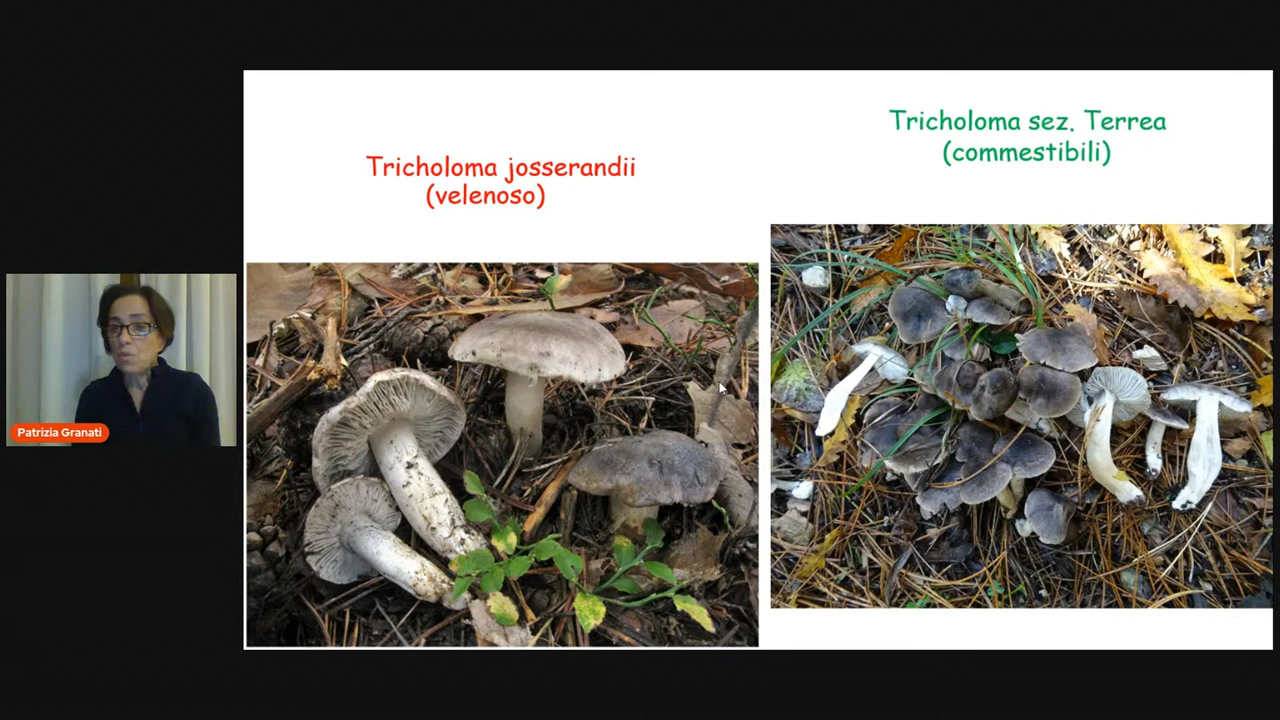 Tricholoma sez. Terrea
(commestibili)
Tricholoma josserandii
(velenoso)
Patrizia Granati